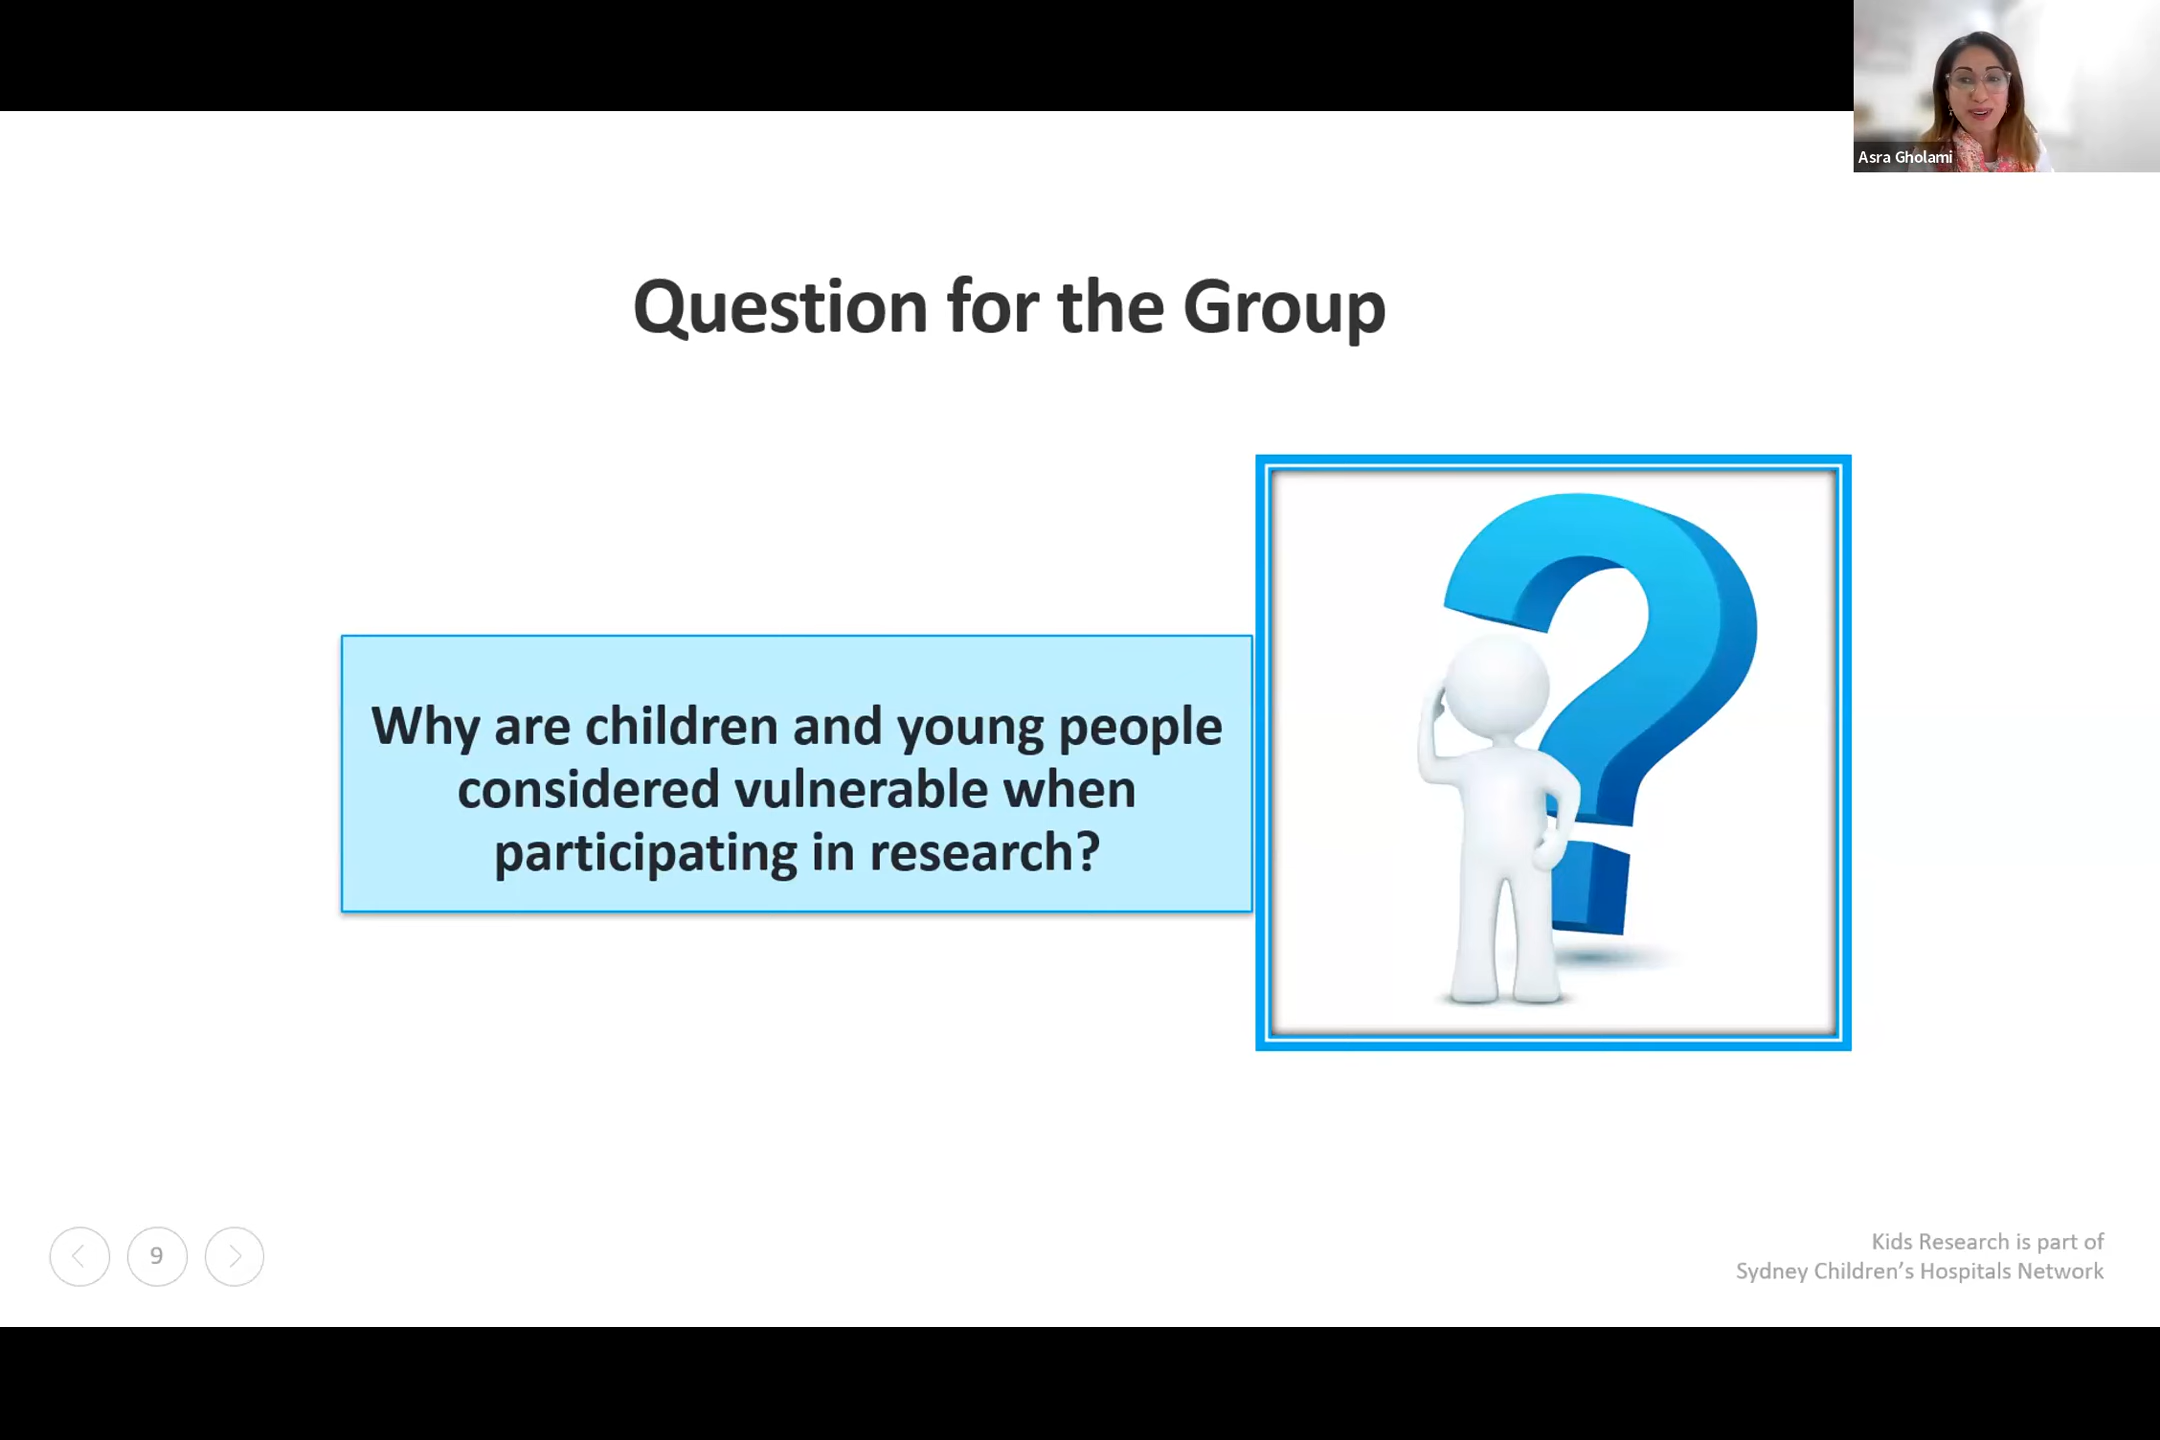 Asra Gholami
Question for the Group
Why are children and young people
considered vulnerable when
participating in research?
9
Kids Research is part of
Sydney Children’s Hospitals Network